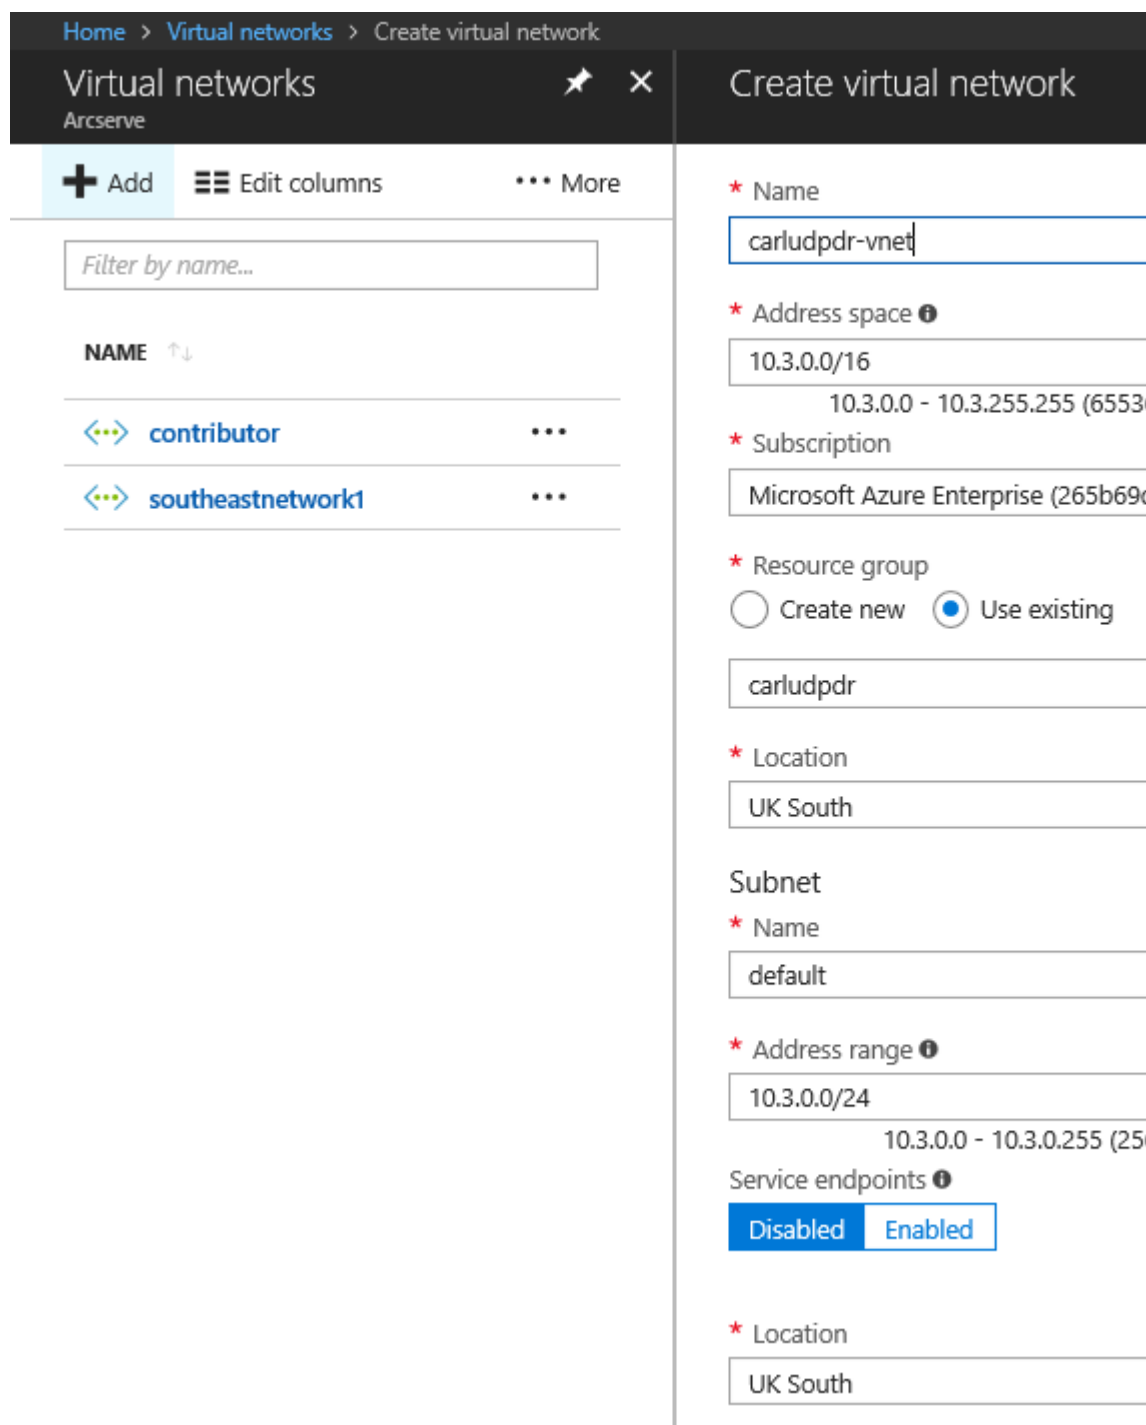 Home > Virtual networks > Create virtual network
Virtual networks
Arcserve
Add Edit columns ••• More
Filter by name...
NAME ↑↓
contributor •••
southeastnetwork1 •••
Create virtual network
* Name
carludpdr-vnet
* Address space
10.3.0.0/16
10.3.0.0 - 10.3.255.255
* Subscription
Microsoft Azure Enterprise
* Resource group
Create new Use existing
carludpdr
* Location
UK South
Subnet
* Name
default
* Address range
10.3.0.0/24
10.3.0.0 - 10.3.0.255
Service endpoints
Disabled Enabled
* Location
UK South